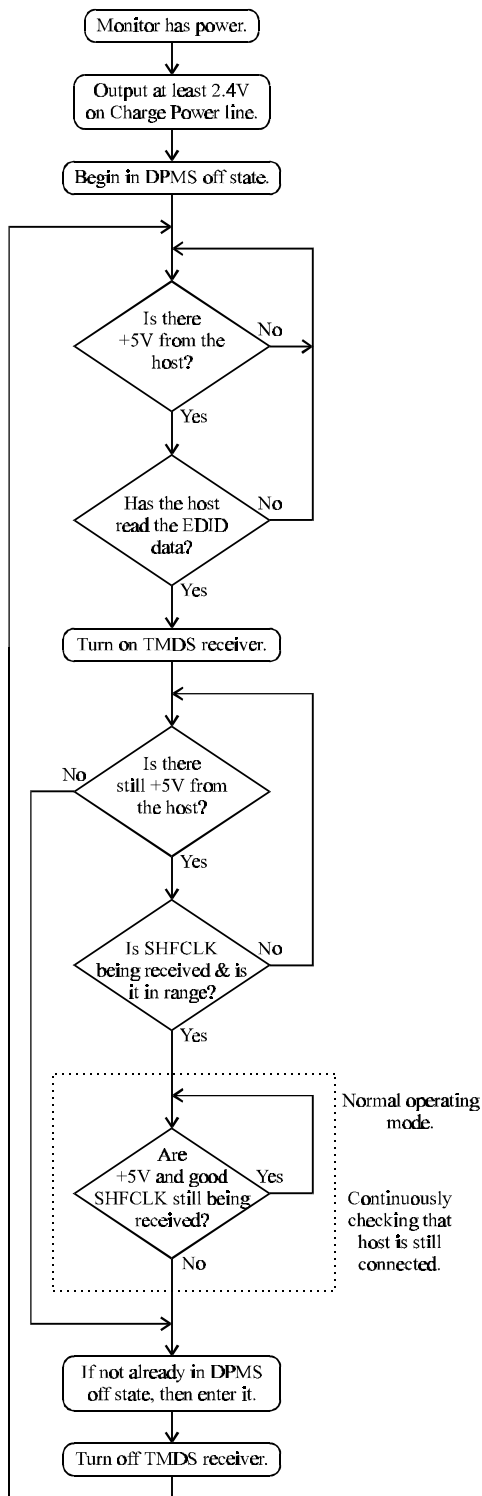 Monitor has power.
Output at least 2.4V
on Charge Power line.
Begin in DPMS off state.
Is there
+5V from the
host?
No
Yes
Has the host
read the EDID
data?
No
Yes
Turn on TMDS receiver.
Is there
still +5V from
the host?
No
Yes
Is SHFCLK
being received & is
it in range?
No
Yes
Normal operating
mode.
Are
+5V and good
SHFCLK still being
received?
Yes
No
Continuously
checking that
host is still
connected.
If not already in DPMS
off state, then enter it.
Turn off TMDS receiver.